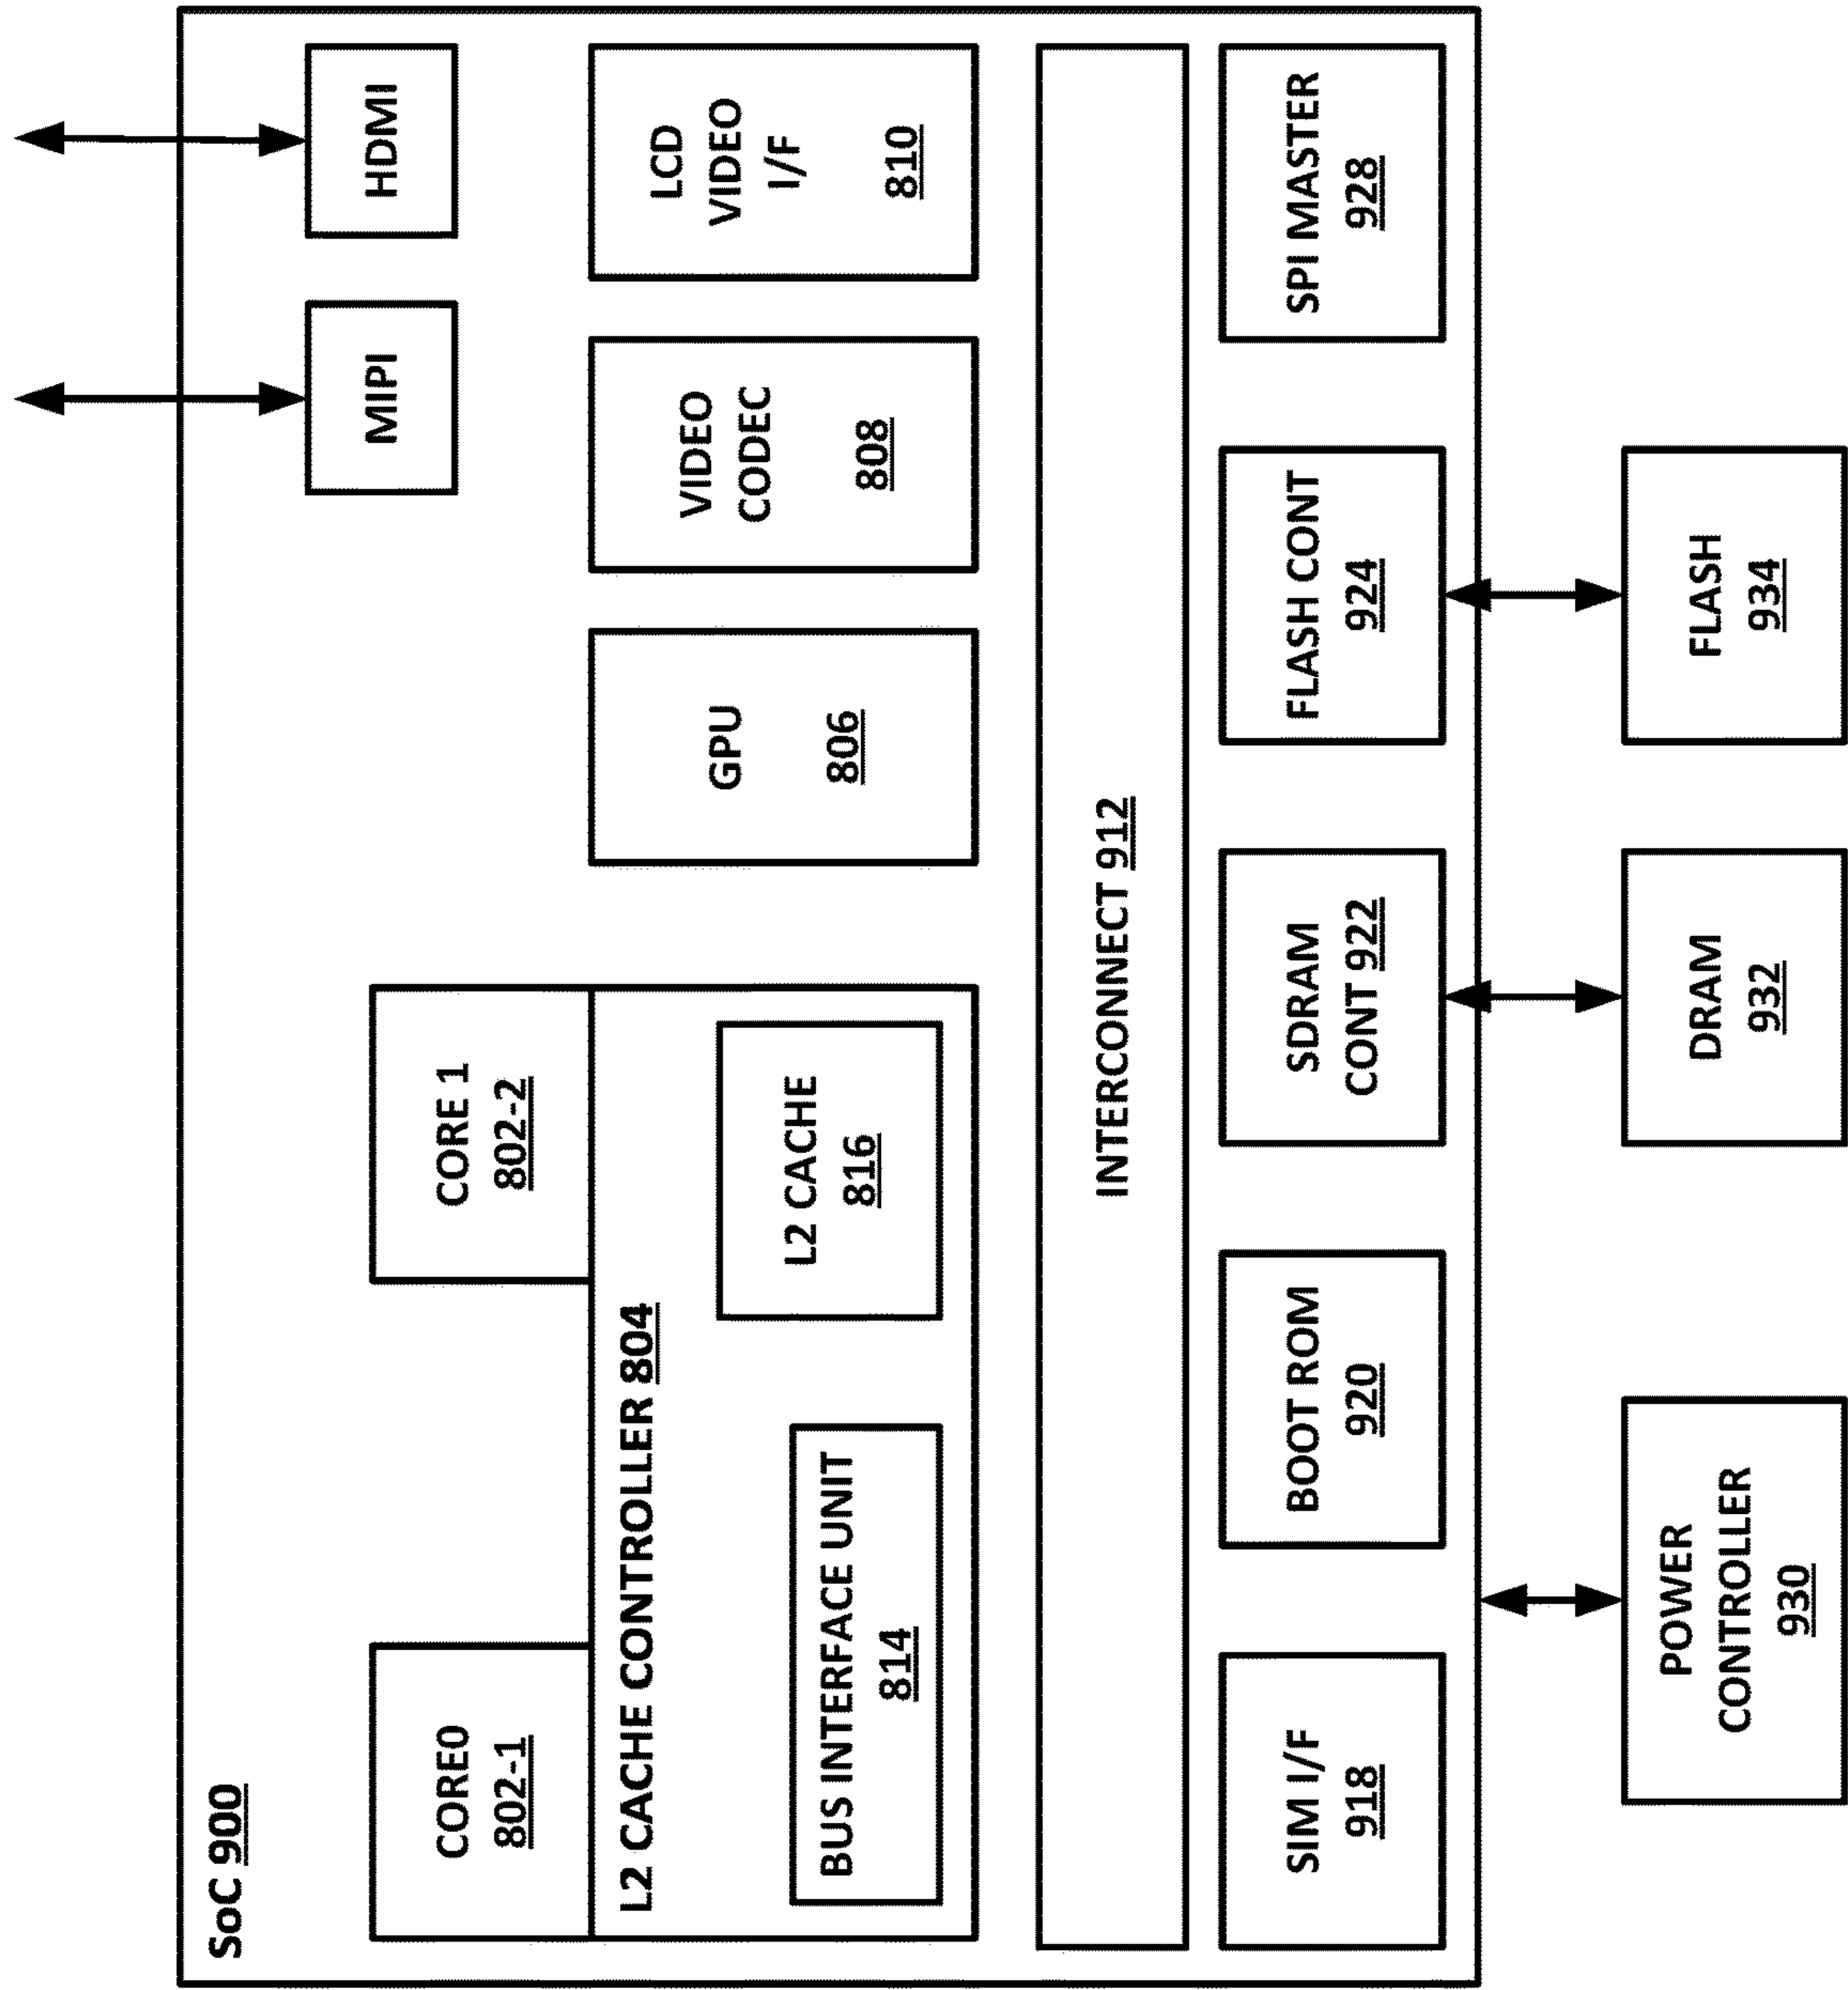 SoC 900
CORE0
802-1
CORE 1
802-2
MIPI
HDMI
L2 CACHE CONTROLLER 804
BUS INTERFACE UNIT
814
L2 CACHE
816
GPU
806
VIDEO
CODEC
808
LCD
VIDEO
I/F
810
INTERCONNECT 912
SIM I/F
918
BOOT ROM
920
SDRAM
CONT 922
FLASH CONT
924
SPI MASTER
928
POWER
CONTROLLER
930
DRAM
932
FLASH
934